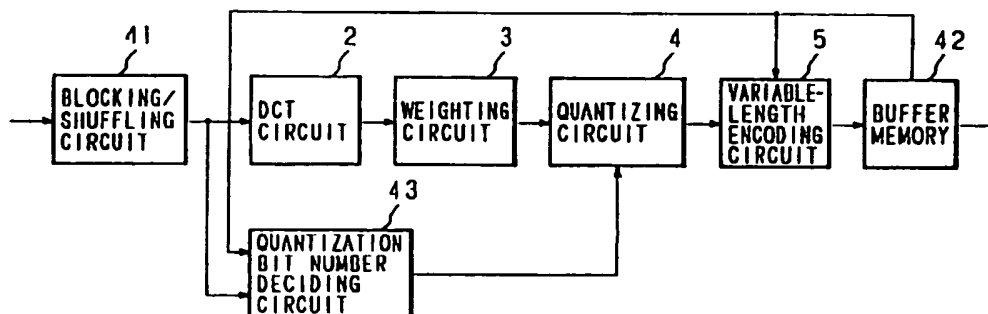 41
BLOCKING/
SHUFFLING
CIRCUIT
2
DCT
CIRCUIT
3
WEIGHTING
CIRCUIT
4
QUANTIZING
CIRCUIT
5
VARIABLE-
LENGTH
ENCODING
CIRCUIT
42
BUFFER
MEMORY
43
QUANTIZATION
BIT NUMBER
DECIDING
CIRCUIT